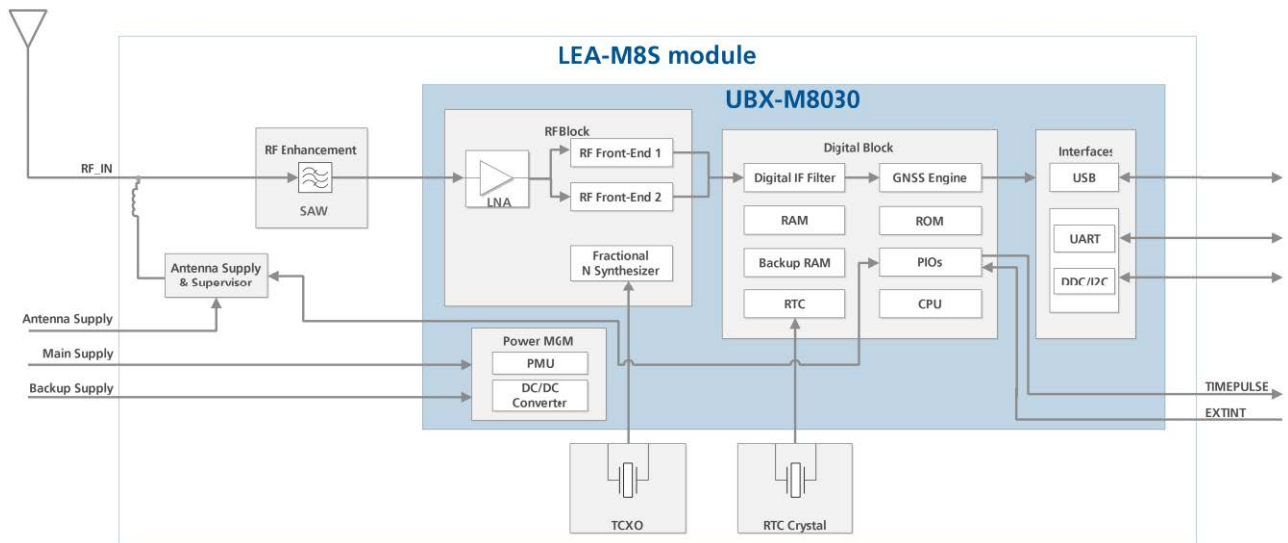 LEA-M8S module
UBX-M8030
RF_IN
RF Enhancement
SAW
RFBlock
LNA
RF Front-End 1
RF Front-End 2
Fractional
N Synthesizer
Digital Block
Digital IF Filter
GNSS Engine
RAM
ROM
Backup RAM
PIOs
RTC
CPU
Interfaces
USB
UART
DDC/I2C
Antenna Supply
& Supervisor
Antenna Supply
Main Supply
Backup Supply
Power MGM
PMU
DC/DC
Converter
TIMEPULSE
EXTINT
TCXO
RTC Crystal